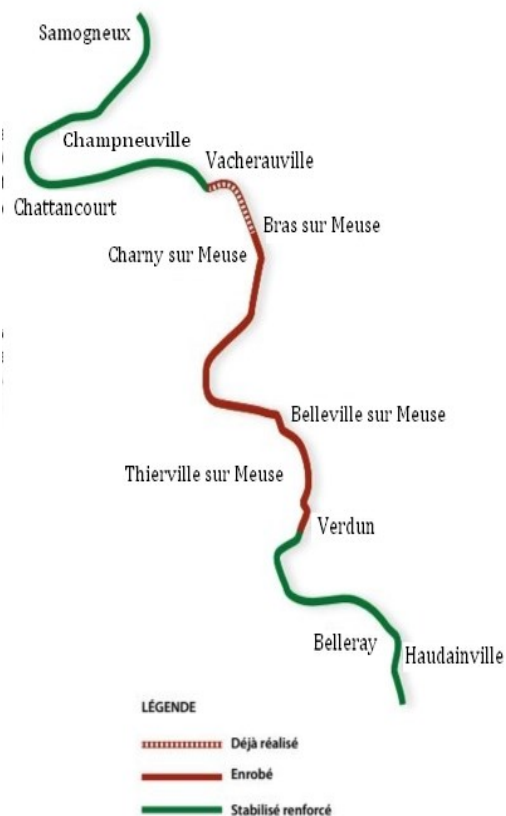 Samogneux
Champneuville
Vacherauville
Chattancourt
Bras sur Meuse
Charny sur Meuse
Belleville sur Meuse
Thierville sur Meuse
Verdun
Belleray
Haudainville
LÉGENDE
Déjà réalisé
Enrobé
Stabilisé renforcé